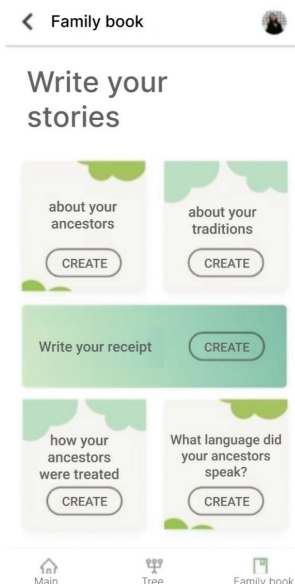 Family book
Write your
stories
about your
ancestors
CREATE
about your
traditions
CREATE
Write your receipt
CREATE
how your
ancestors
were treated
CREATE
What language did
your ancestors
speak?
CREATE
Main
Tree
Family book